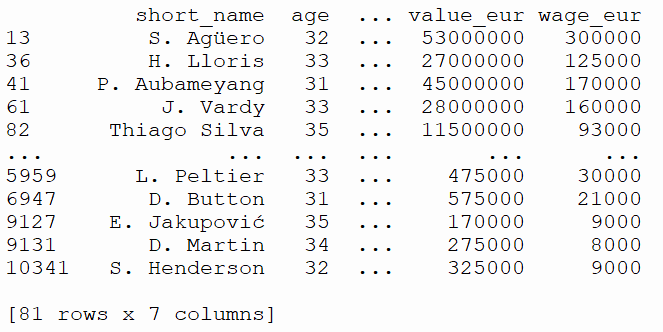 short_name age ... value_eur wage_eur
13 S. Agüero 32 ... 53000000 300000
36 H. Lloris 33 ... 27000000 125000
41 P. Aubameyang 31 ... 45000000 170000
61 J. Vardy 33 ... 28000000 160000
82 Thiago Silva 35 ... 11500000 93000
... ... ... ... ... ...
5959 L. Peltier 33 ... 475000 30000
6947 D. Button 31 ... 575000 21000
9127 E. Jakupović 35 ... 170000 9000
9131 D. Martin 34 ... 275000 8000
10341 S. Henderson 32 ... 325000 9000
[81 rows x 7 columns]